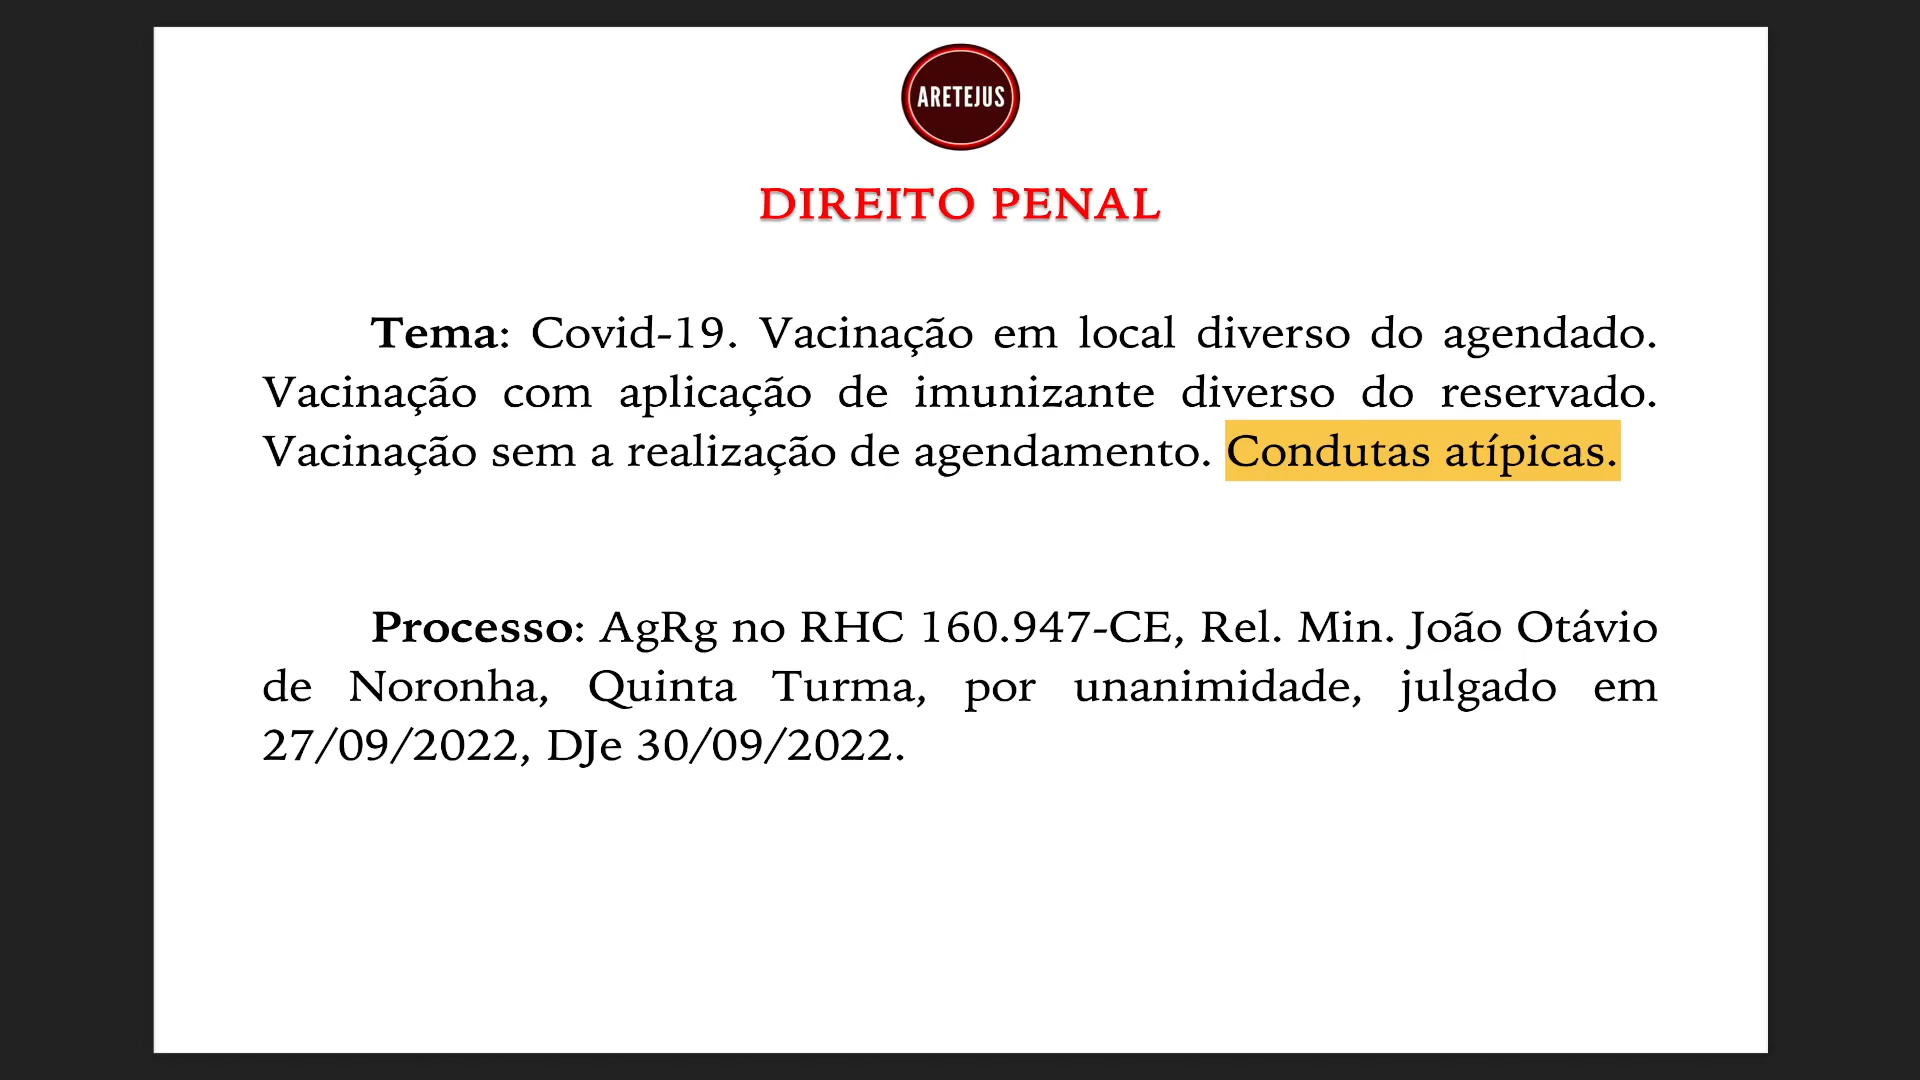 ARETEJUS
DIREITO PENAL
Tema: Covid-19. Vacinação em local diverso do agendado.
Vacinação com aplicação de imunizante diverso do reservado.
Vacinação sem a realização de agendamento. Condutas atípicas.
Processo: AgRg no RHC 160.947-CE, Rel. Min. João Otávio
de Noronha, Quinta Turma, por unanimidade, julgado em
27/09/2022, DJe 30/09/2022.